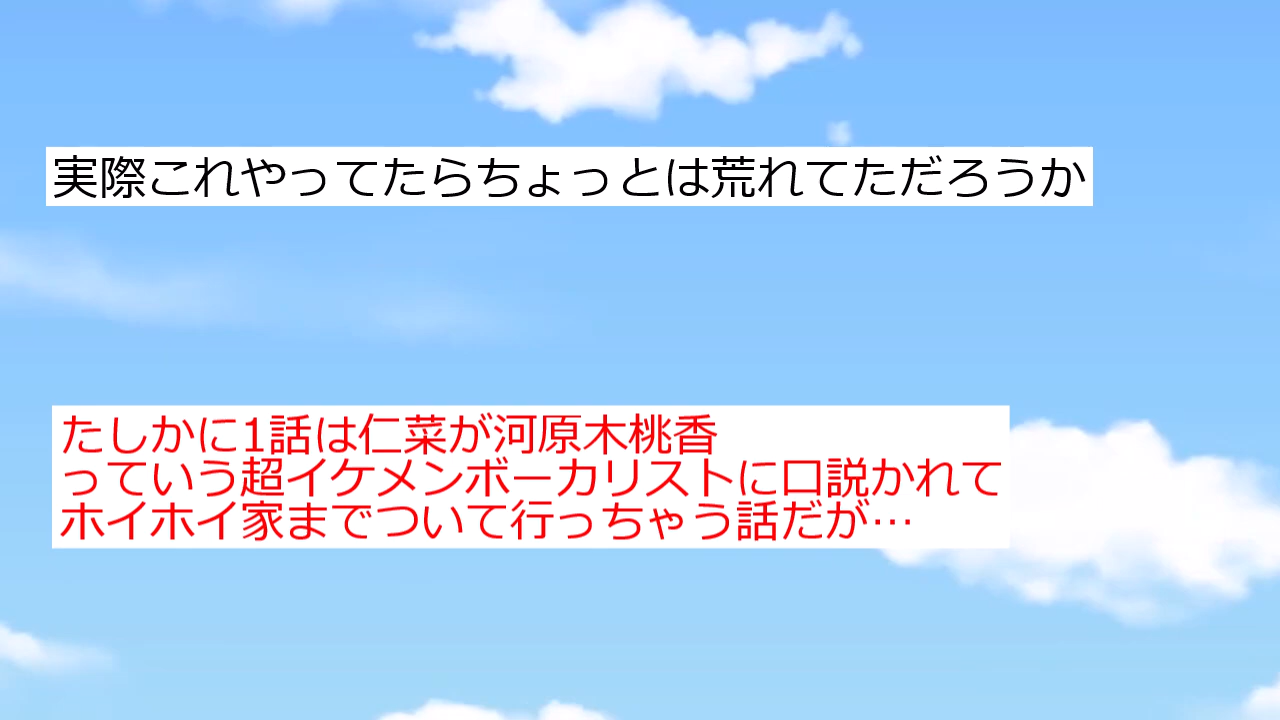 実際これやってたらちょっとは荒れてただろうか
たしかに1話は仁菜が河原木桃香
っていう超イケメンボーカリストに口説かれて
ホイホイ家までついて行っちゃう話だが…